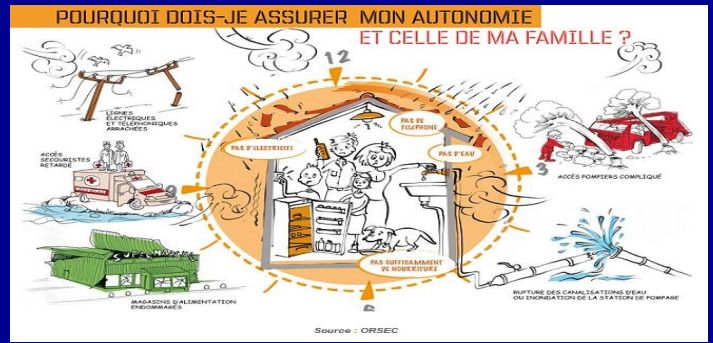 POURQUOI DOIS-JE ASSURER MON AUTONOMIE
ET CELLE DE MA FAMILLE ?
12
LIGNES
ÉLECTRIQUES
ET TÉLÉPHONIQUES
ARRACHÉES
PAS DE
TELEPHONE
PAS D'ELECTRICITE
PAS D'EAU
ACCÈS
SECOURISTES
RETARDÉ
9
3
ACCÈS POMPIERS COMPLIQUÉ
SUPERMARCHÉ
PAS SUFFISAMMENT
DE NOURRITURE
MAGASINS D'ALIMENTATION
ENDOMMAGÉS
RUPTURE DES CANALISATIONS D'EAU
OU INONDATION DE LA STATION DE POMPAGE
6
Source : ORSEC